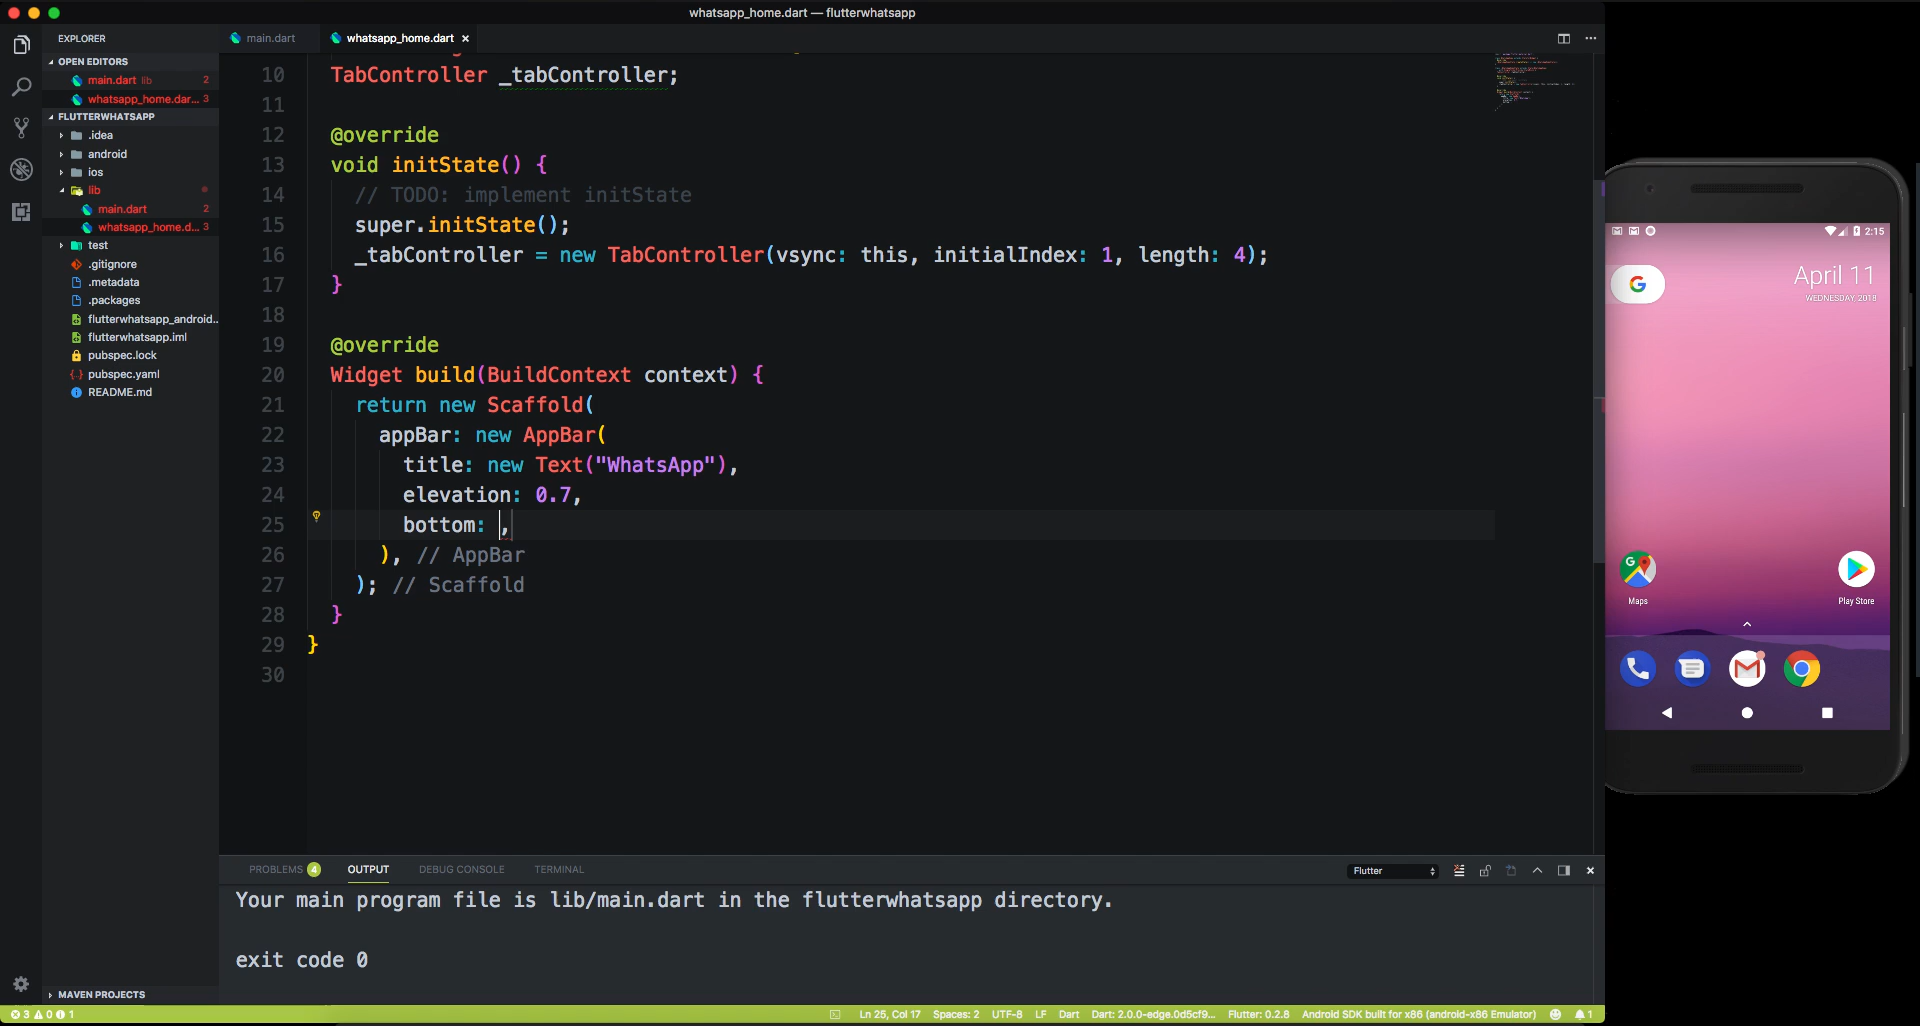 whatsapp_home.dart — flutterwhatsapp
EXPLORER
main.dart
whatsapp_home.dart ×
OPEN EDITORS
main.dart lib 2
whatsapp_home.dar... 3
FLUTTERWHATSAPP
.idea
android
ios
lib
main.dart 2
whatsapp_home.d... 3
test
.gitignore
.metadata
.packages
flutterwhatsapp_android..
flutterwhatsapp.iml
pubspec.lock
pubspec.yaml
README.md
MAVEN PROJECTS
10 TabController _tabController;
11
12 @override
13 void initState() {
14 // TODO: implement initState
15 super.initState();
16 _tabController = new TabController(vsync: this, initialIndex: 1, length: 4);
17 }
18
19 @override
20 Widget build(BuildContext context) {
21 return new Scaffold(
22 appBar: new AppBar(
23 title: new Text("WhatsApp"),
24 elevation: 0.7,
25 bottom: ,
26 ), // AppBar
27 ); // Scaffold
28 }
29 }
30
PROBLEMS 4 OUTPUT DEBUG CONSOLE TERMINAL
Flutter
Your main program file is lib/main.dart in the flutterwhatsapp directory.
exit code 0
3 0 1
Ln 25, Col 17 Spaces: 2 UTF-8 LF Dart Dart: 2.0.0-edge.0d5cf9... Flutter: 0.2.8 Android SDK built for x86 (android-x86 Emulator) 1
2:15
G
April 11
WEDNESDAY, 2018
Maps
Play Store